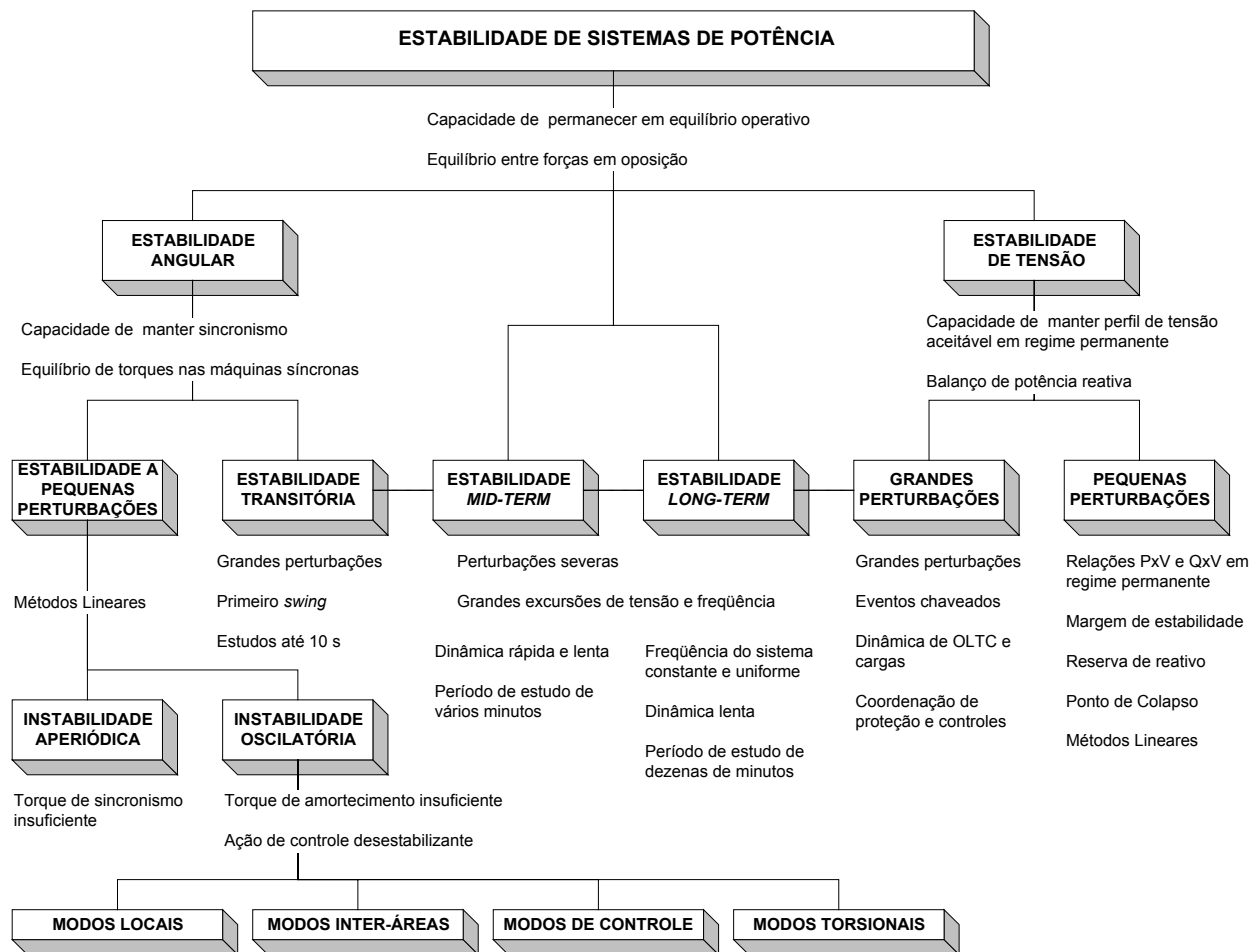 ESTABILIDADE DE SISTEMAS DE POTÊNCIA
Capacidade de permanecer em equilíbrio operativo
Equilíbrio entre forças em oposição
ESTABILIDADE
ANGULAR
Capacidade de manter sincronismo
Equilíbrio de torques nas máquinas síncronas
ESTABILIDADE
DE TENSÃO
Capacidade de manter perfil de tensão
aceitável em regime permanente
Balanço de potência reativa
ESTABILIDADE A
PEQUENAS
PERTURBAÇÕES
Métodos Lineares
ESTABILIDADE
TRANSITÓRIA
Grandes perturbações
Primeiro swing
Estudos até 10 s
ESTABILIDADE
MID-TERM
ESTABILIDADE
LONG-TERM
Perturbações severas
Grandes excursões de tensão e freqüência
Dinâmica rápida e lenta
Período de estudo de
vários minutos
Freqüência do sistema
constante e uniforme
Dinâmica lenta
Período de estudo de
dezenas de minutos
GRANDES
PERTURBAÇÕES
Grandes perturbações
Eventos chaveados
Dinâmica de OLTC e
cargas
Coordenação de
proteção e controles
PEQUENAS
PERTURBAÇÕES
Relações PxV e QxV em
regime permanente
Margem de estabilidade
Reserva de reativo
Ponto de Colapso
Métodos Lineares
INSTABILIDADE
APERIÓDICA
Torque de sincronismo
insuficiente
INSTABILIDADE
OSCILATÓRIA
Torque de amortecimento insuficiente
Ação de controle desestabilizante
MODOS LOCAIS
MODOS INTER-ÁREAS
MODOS DE CONTROLE
MODOS TORSIONAIS